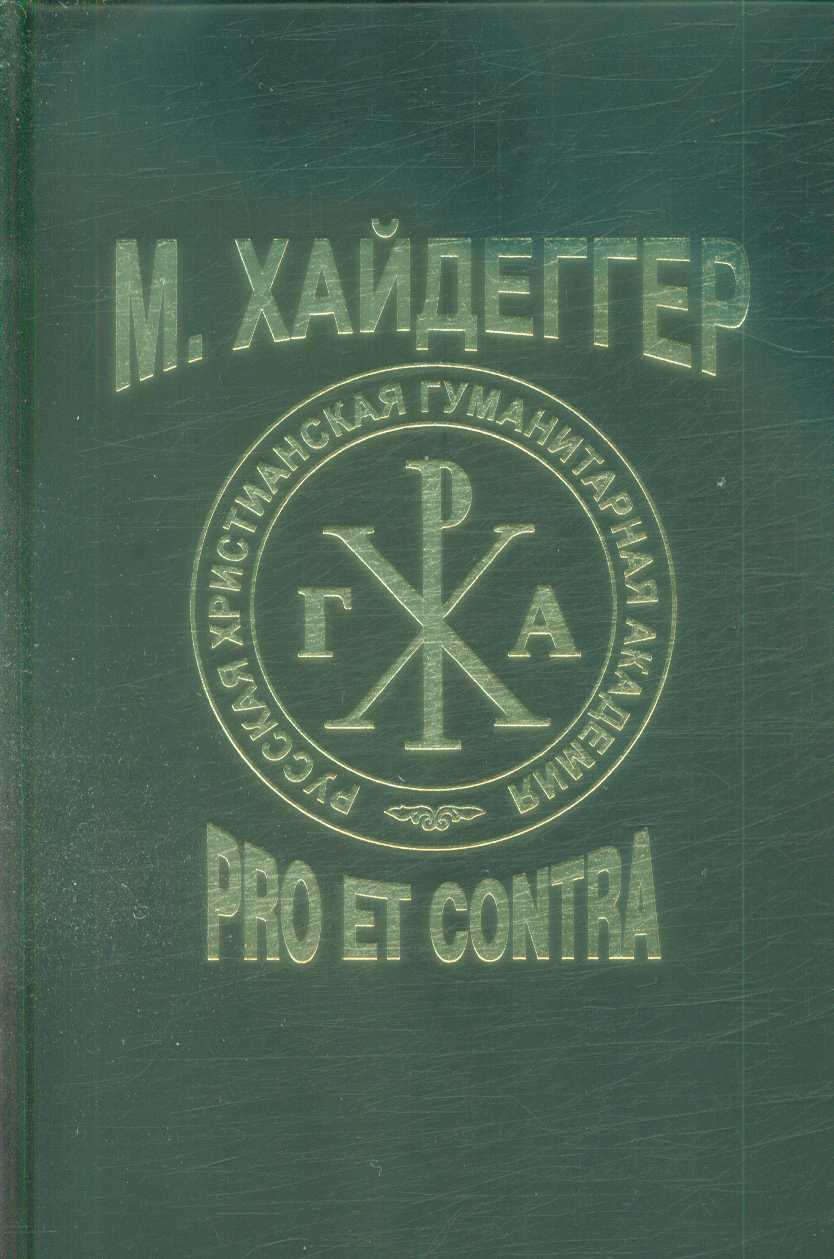 М. ХАЙДЕГГЕР
РУССКАЯ ХРИСТИАНСКАЯ ГУМАНИТАРНАЯ АКАДЕМИЯ
Р
Г Х А
PRO ET CONTRA